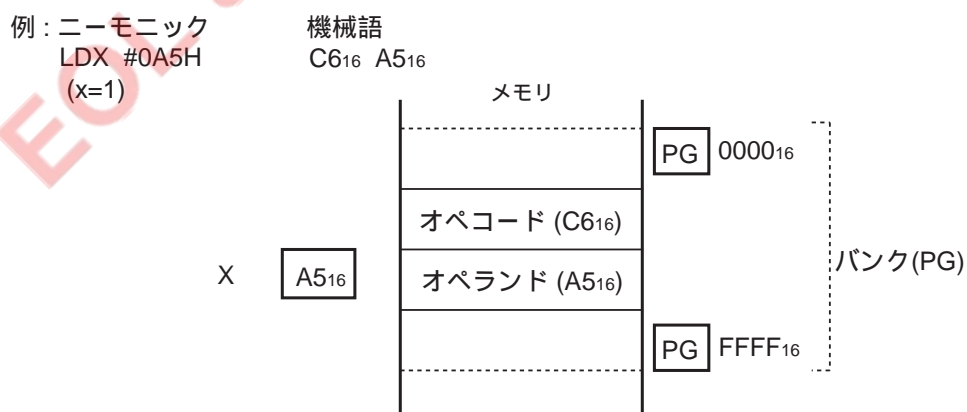 例 : ニーモニック 機械語
LDX #0A5H C6₁₆ A5₁₆
(x=1)
メモリ
PG 0000₁₆
オペコード (C6₁₆)
X A5₁₆ オペランド (A5₁₆)
バンク(PG)
PG FFFF₁₆
EOL